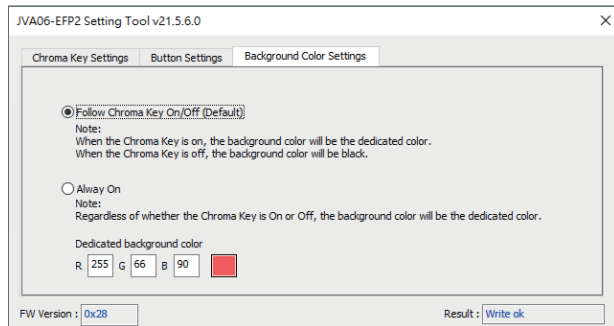 JVA06-EFP2 Setting Tool v21.5.6.0
Chroma Key Settings Button Settings Background Color Settings
Follow Chroma Key On/Off (Default)
Note:
When the Chroma Key is on, the background color will be the dedicated color.
When the Chroma Key is off, the background color will be black.
Alway On
Note:
Regardless of whether the Chroma Key is On or Off, the background color will be the dedicated color.
Dedicated background color
R 255 G 66 B 90
FW Version : 0x28 Result : Write ok